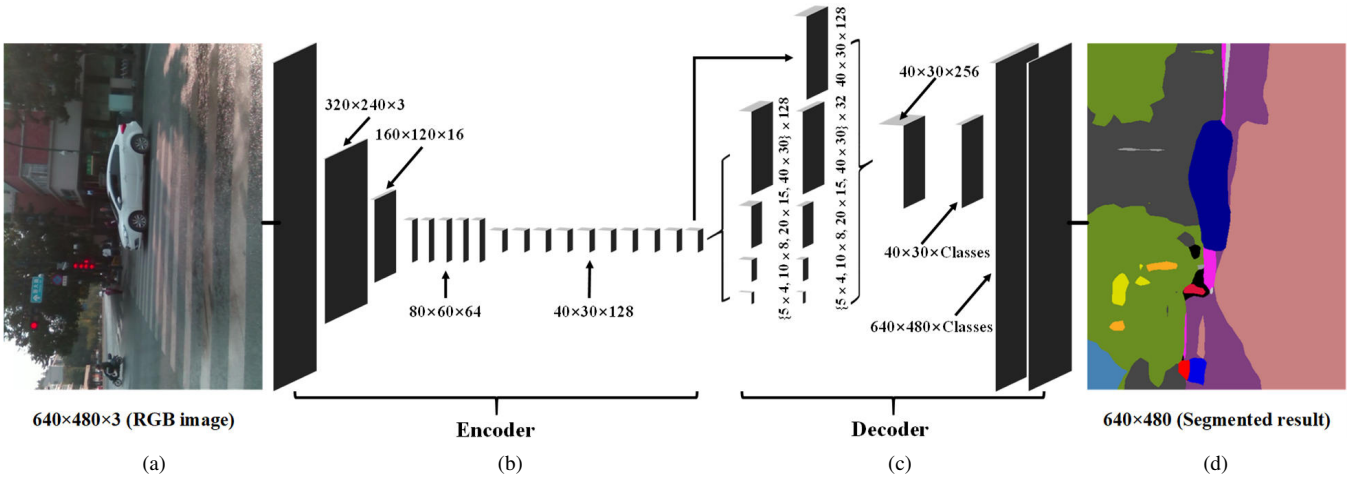 320×240×3
160×120×16
80×60×64
40×30×128
{5 × 4, 10 × 8, 20 × 15, 40 × 30} × 128
{5 × 4, 10 × 8, 20 × 15, 40 × 30} × 32
40 × 30 × 128
40×30×256
40×30×Classes
640×480×Classes
640×480×3 (RGB image)
Encoder
Decoder
640×480 (Segmented result)
(a)
(b)
(c)
(d)